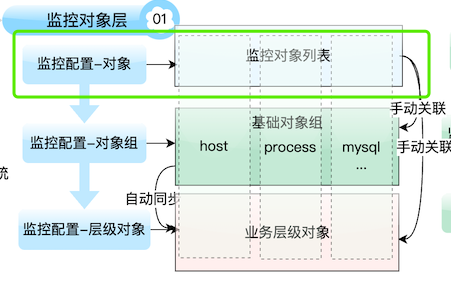 监控对象层
01
监控配置-对象
监控对象列表
手动关联
监控配置-对象组
基础对象组
手动关联
host
process
mysql
...
统
自动同步
监控配置-层级对象
业务层级对象